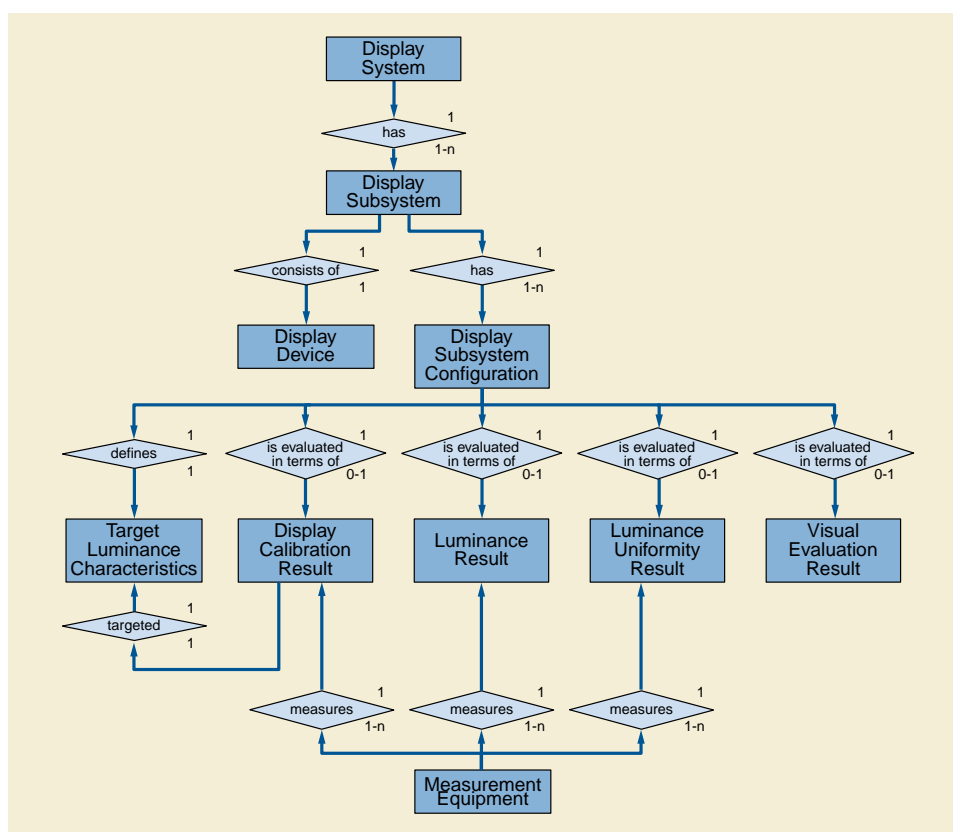 Display
System
1
has
1-n
Display
Subsystem
1
consists of
1
1
has
1-n
Display
Device
Display
Subsystem
Configuration
1
defines
1
1
is evaluated
in terms of
0-1
1
is evaluated
in terms of
0-1
1
is evaluated
in terms of
0-1
1
is evaluated
in terms of
0-1
Target
Luminance
Characteristics
Display
Calibration
Result
Luminance
Result
Luminance
Uniformity
Result
Visual
Evaluation
Result
1
targeted
1
1
measures
1-n
1
measures
1-n
1
measures
1-n
Measurement
Equipment